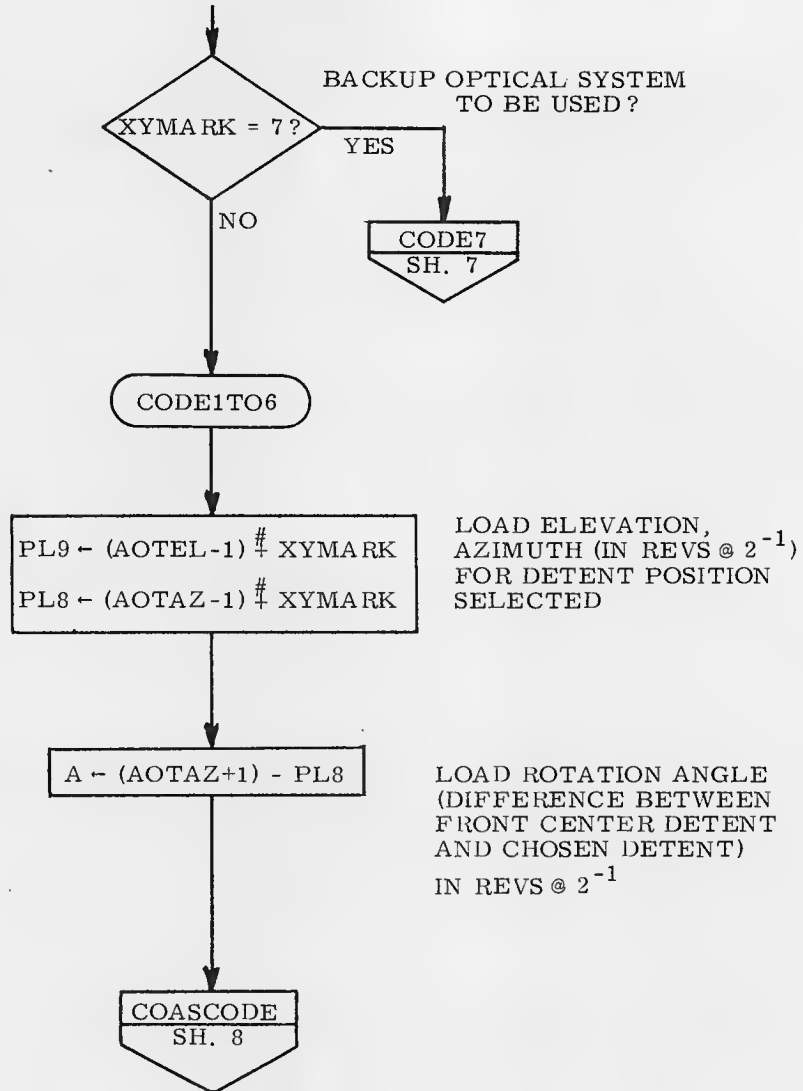 BACKUP OPTICAL SYSTEM
TO BE USED?
XYMARK = 7?
YES
NO
CODE7
SH. 7
CODE1TO6
PL9 ← (AOTEL-1) ⧣ XYMARK
PL8 ← (AOTAZ-1) ⧣ XYMARK
LOAD ELEVATION,
AZIMUTH (IN REVS @ 2⁻¹)
FOR DETENT POSITION
SELECTED
A ← (AOTAZ+1) - PL8
LOAD ROTATION ANGLE
(DIFFERENCE BETWEEN
FRONT CENTER DETENT
AND CHOSEN DETENT)
IN REVS @ 2⁻¹
COASCODE
SH. 8